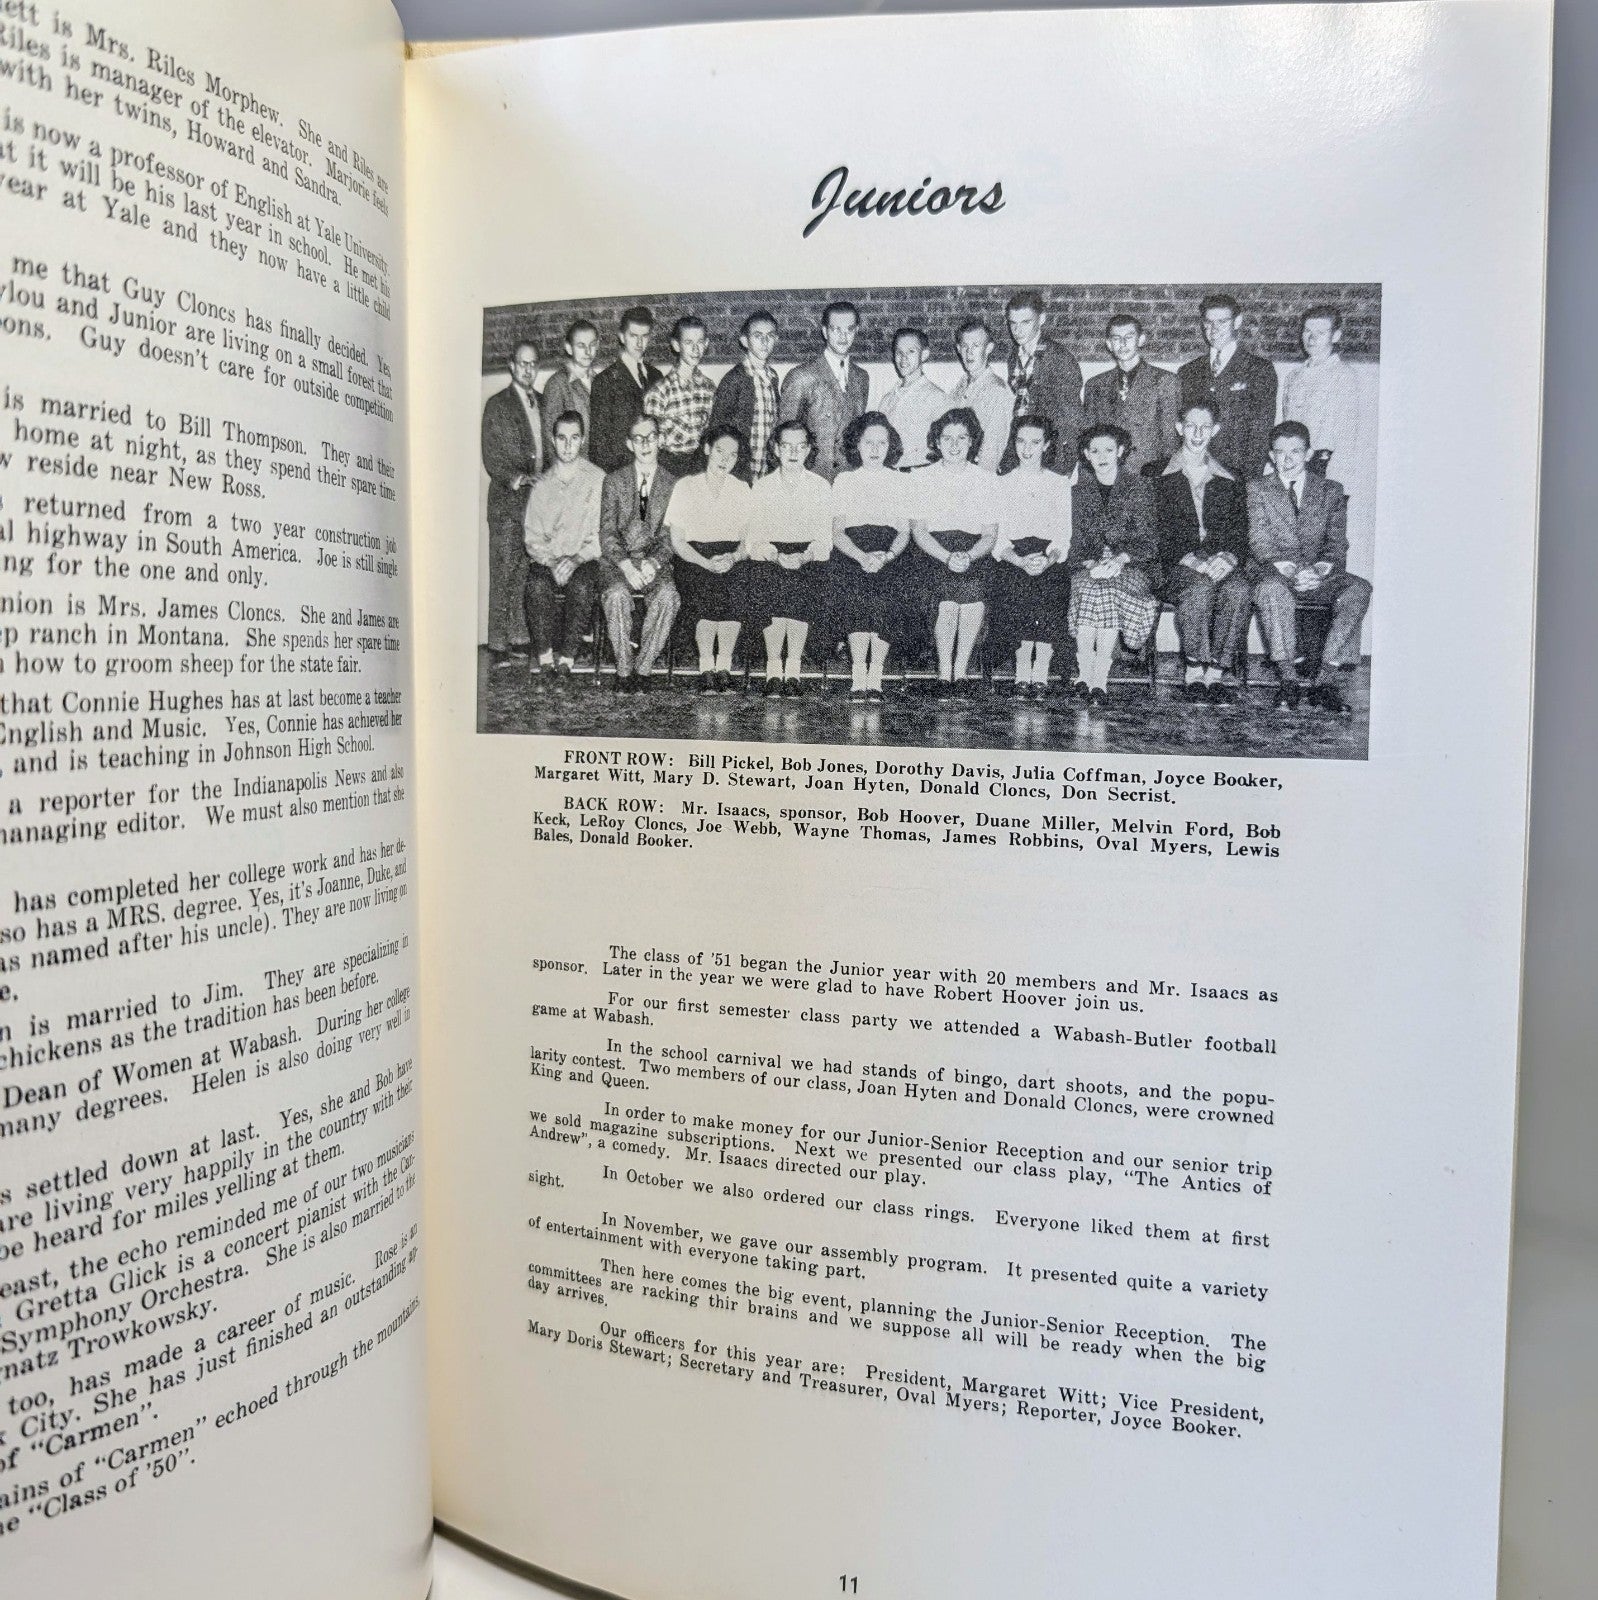 ett is Mrs. Riles Morphew. She and Riles are
Riles is manager of the elevator. Marjorie feels
with her twins, Howard and Sandra.
is now a professor of English at Yale University.
it will be his last year in school. He met his
year at Yale and they now have a little child
me that Guy Cloncs has finally decided. Yes,
ylou and Junior are living on a small forest that
ons. Guy doesn't care for outside competition
is married to Bill Thompson. They and their
home at night, as they spend their spare time
reside near New Ross.
returned from a two year construction job
al highway in South America. Joe is still single
ng for the one and only.
nion is Mrs. James Cloncs. She and James are
ep ranch in Montana. She spends her spare time
how to groom sheep for the state fair.
that Connie Hughes has at last become a teacher
English and Music. Yes, Connie has achieved her
, and is teaching in Johnson High School.
a reporter for the Indianapolis News and also
managing editor. We must also mention that she
has completed her college work and has her de-
so has a MRS. degree. Yes, it's Joanne, Duke, and
as named after his uncle). They are now living on
e.
n is married to Jim. They are specializing in
chickens as the tradition has been before.
Dean of Women at Wabash. During her college
many degrees. Helen is also doing very well in
s settled down at last. Yes, she and Bob have
are living very happily in the country with their
be heard for miles yelling at them.
east, the echo reminded me of our two musicians
Gretta Glick is a concert pianist with the Car-
Symphony Orchestra. She is also married to the
rnatz Trowkowsky.
too, has made a career of music. Rose is an
k City. She has just finished an outstanding ap-
of "Carmen".
ains of "Carmen" echoed through the mountains,
he "Class of '50".
Juniors
FRONT ROW: Bill Pickel, Bob Jones, Dorothy Davis, Julia Coffman, Joyce Booker,
Margaret Witt, Mary D. Stewart, Joan Hyten, Donald Cloncs, Don Secrist.
BACK ROW: Mr. Isaacs, sponsor, Bob Hoover, Duane Miller, Melvin Ford, Bob
Keck, LeRoy Cloncs, Joe Webb, Wayne Thomas, James Robbins, Oval Myers, Lewis
Bales, Donald Booker.
The class of '51 began the Junior year with 20 members and Mr. Isaacs as
sponsor. Later in the year we were glad to have Robert Hoover join us.
For our first semester class party we attended a Wabash-Butler football
game at Wabash.
In the school carnival we had stands of bingo, dart shoots, and the popu-
larity contest. Two members of our class, Joan Hyten and Donald Cloncs, were crowned
King and Queen.
In order to make money for our Junior-Senior Reception and our senior trip
we sold magazine subscriptions. Next we presented our class play, "The Antics of
Andrew", a comedy. Mr. Isaacs directed our play.
In October we also ordered our class rings. Everyone liked them at first
sight.
In November, we gave our assembly program. It presented quite a variety
of entertainment with everyone taking part.
Then here comes the big event, planning the Junior-Senior Reception. The
committees are racking thir brains and we suppose all will be ready when the big
day arrives.
Our officers for this year are: President, Margaret Witt; Vice President,
Mary Doris Stewart; Secretary and Treasurer, Oval Myers; Reporter, Joyce Booker.
11